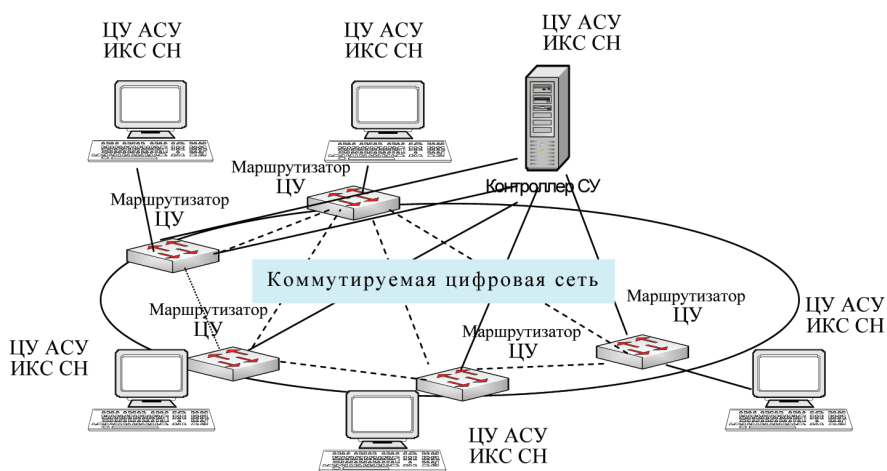 ЦУ АСУ
ИКС СН
ЦУ АСУ
ИКС СН
ЦУ АСУ
ИКС СН
Маршрутизатор
ЦУ
Маршрутизатор
ЦУ
Контроллер СУ
Коммутируемая цифровая сеть
Маршрутизатор
ЦУ
Маршрутизатор
ЦУ
Маршрутизатор
ЦУ
ЦУ АСУ
ИКС СН
ЦУ АСУ
ИКС СН
ЦУ АСУ
ИКС СН